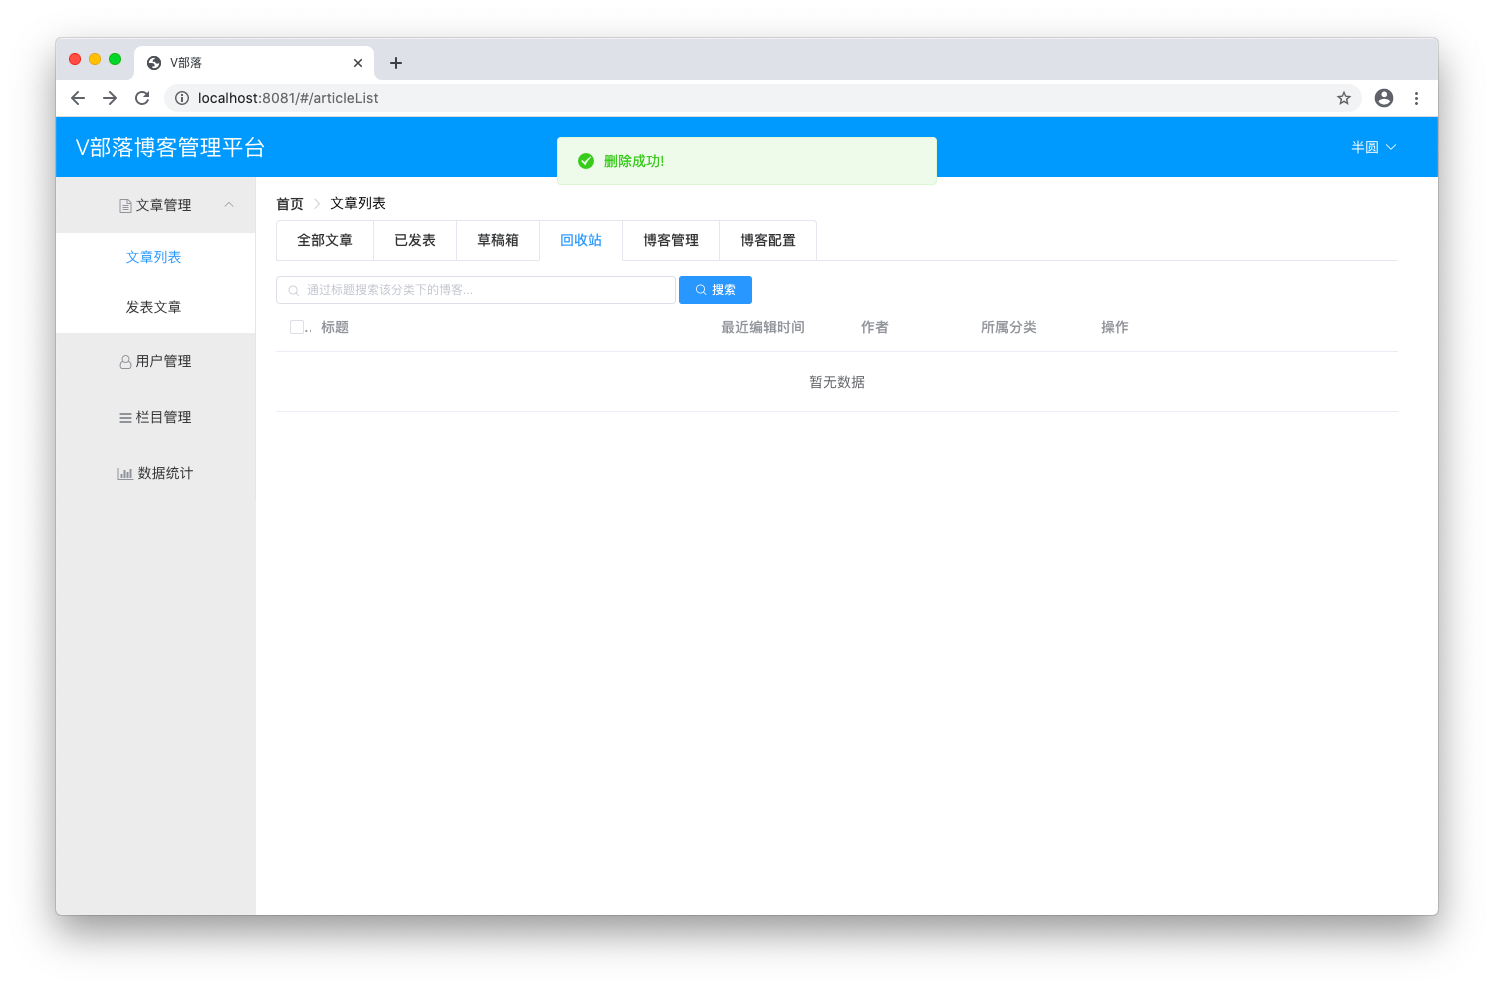 V部落
localhost:8081/#/articleList
V部落博客管理平台
删除成功!
半圆
文章管理
文章列表
发表文章
用户管理
栏目管理
数据统计
首页 文章列表
全部文章 已发表 草稿箱 回收站 博客管理 博客配置
通过标题搜索该分类下的博客... 搜索
.. 标题 最近编辑时间 作者 所属分类 操作
暂无数据